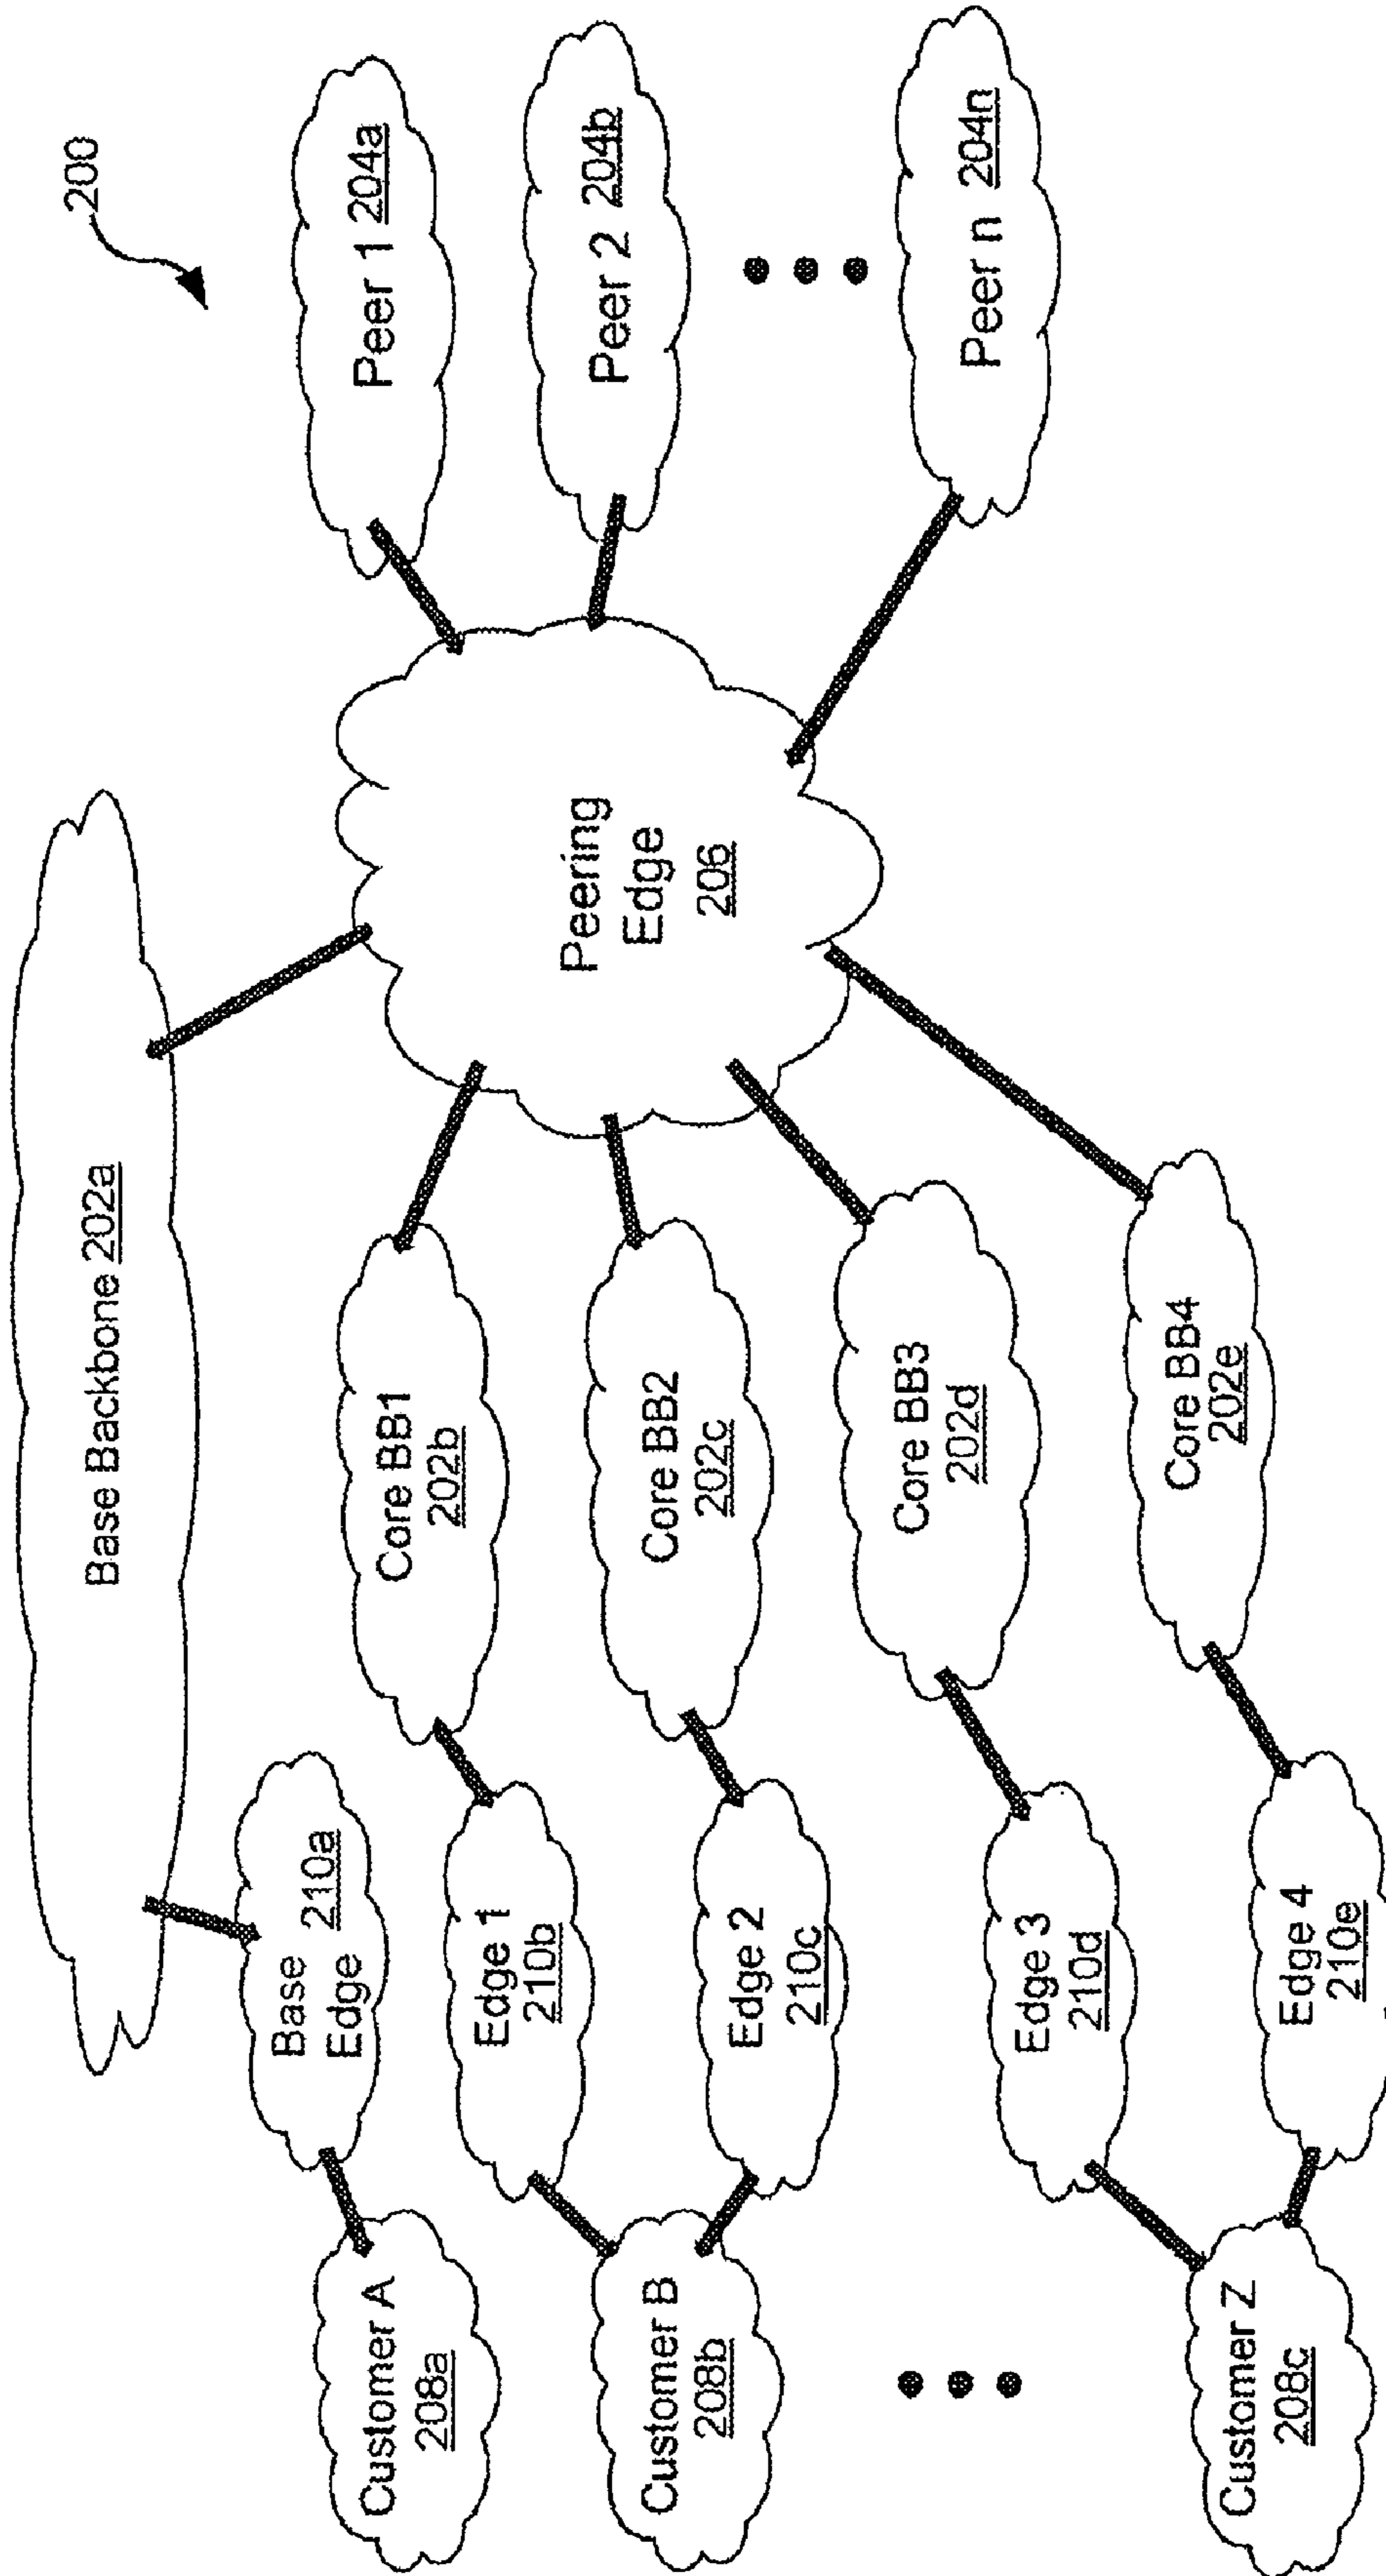 200
Base Backbone 202a
Peer 1 204a
Peer 2 204b
Peer n 204n
Peering
Edge
206
Core BB1
202b
Core BB2
202c
Core BB3
202d
Core BB4
202e
Base
Edge 210a
Edge 1
210b
Edge 2
210c
Edge 3
210d
Edge 4
210e
Customer A
208a
Customer B
208b
Customer Z
208c